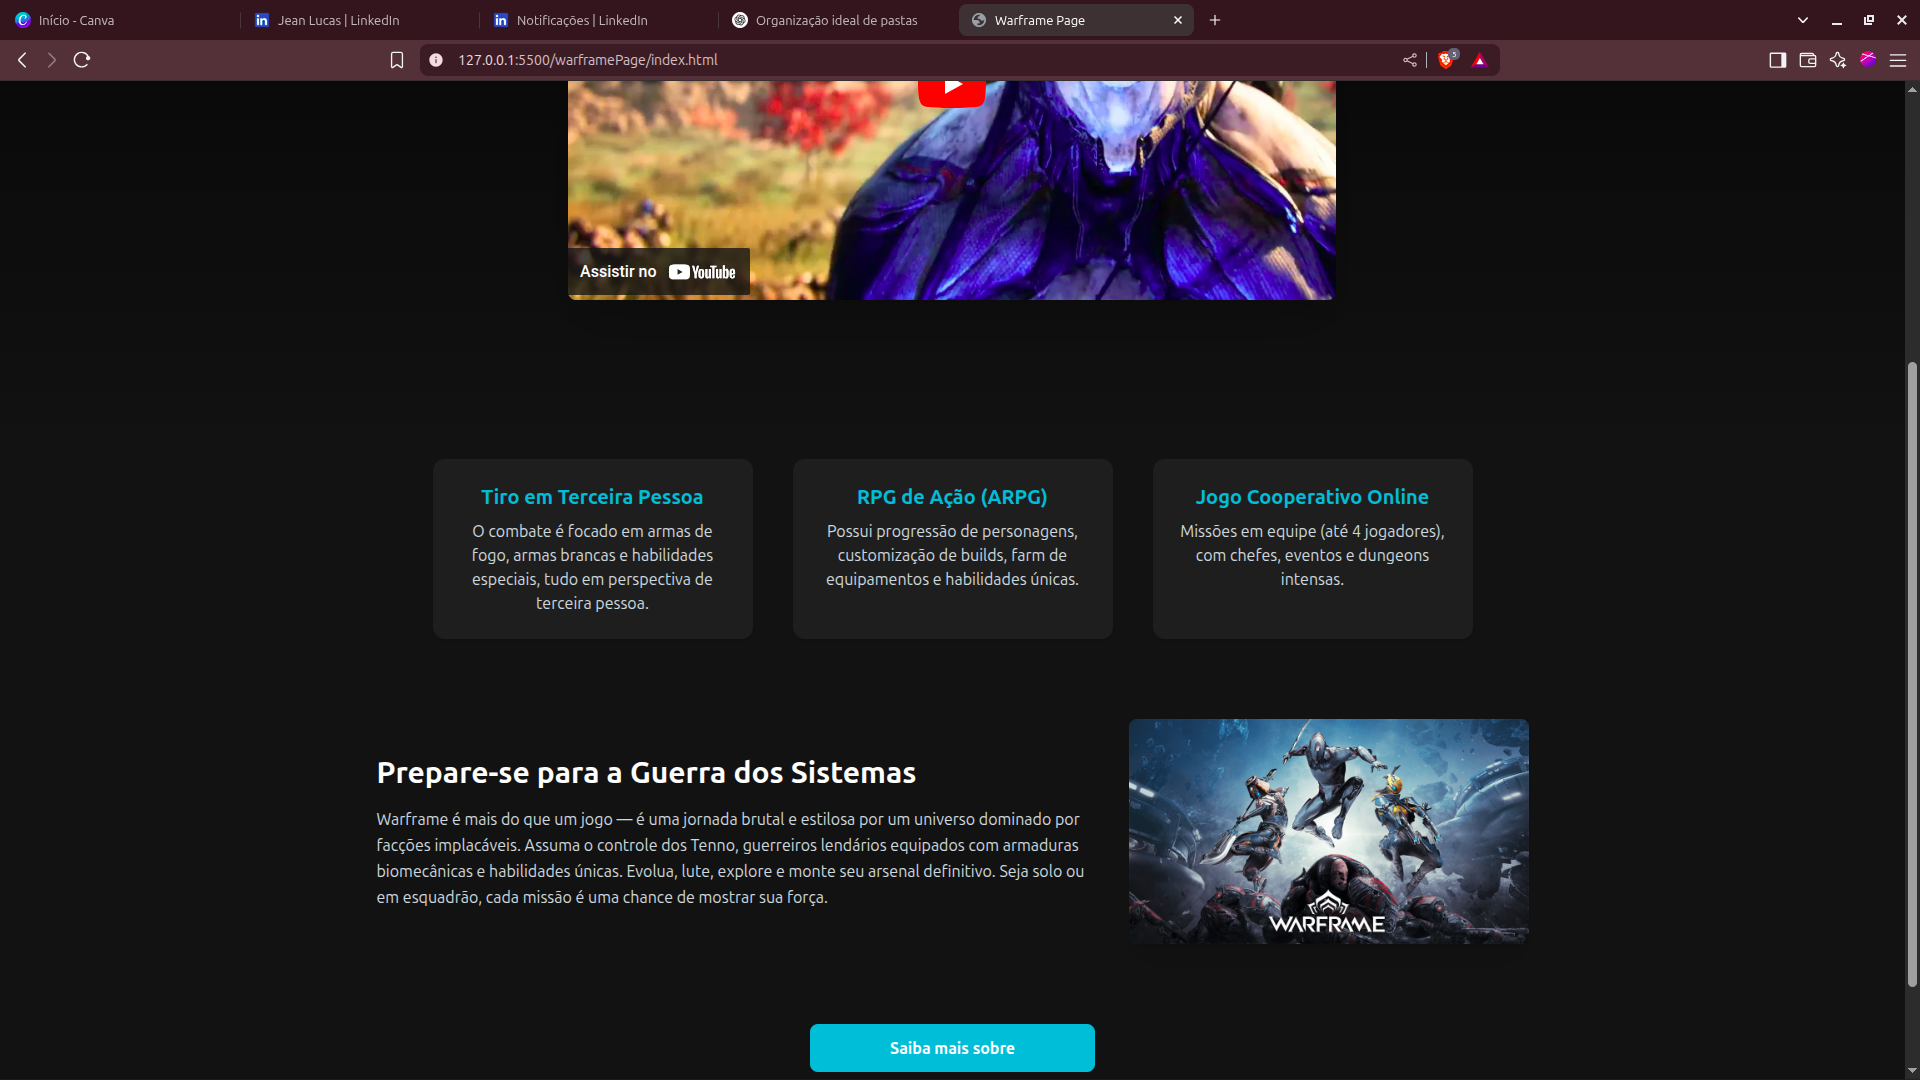 Início - Canva
Jean Lucas | LinkedIn
Notificações | LinkedIn
Organização ideal de pastas
Warframe Page
127.0.0.1:5500/warframePage/index.html
5
Assistir no YouTube
Tiro em Terceira Pessoa
O combate é focado em armas de
fogo, armas brancas e habilidades
especiais, tudo em perspectiva de
terceira pessoa.
RPG de Ação (ARPG)
Possui progressão de personagens,
customização de builds, farm de
equipamentos e habilidades únicas.
Jogo Cooperativo Online
Missões em equipe (até 4 jogadores),
com chefes, eventos e dungeons
intensas.
Prepare-se para a Guerra dos Sistemas
Warframe é mais do que um jogo — é uma jornada brutal e estilosa por um universo dominado por
facções implacáveis. Assuma o controle dos Tenno, guerreiros lendários equipados com armaduras
biomecânicas e habilidades únicas. Evolua, lute, explore e monte seu arsenal definitivo. Seja solo ou
em esquadrão, cada missão é uma chance de mostrar sua força.
WARFRAME
Saiba mais sobre